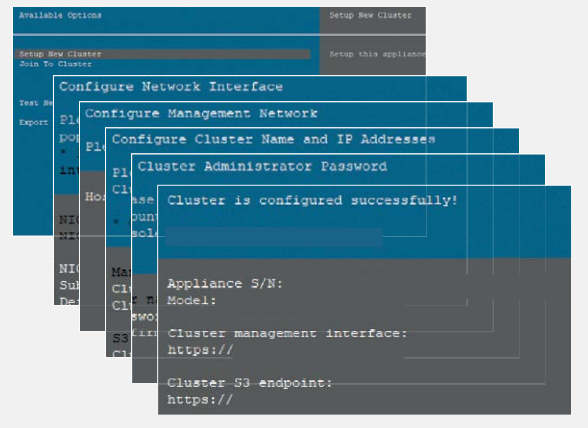 Available Options
Setup New Cluster
Setup New Cluster
Join To Cluster
Setup this appliance
Export
Configure Network Interface
Configure Management Network
Configure Cluster Name and IP Addresses
Cluster Administrator Password
Cluster is configured successfully!
Appliance S/N:
Model:
Cluster management interface:
https://
Cluster S3 endpoint:
https://